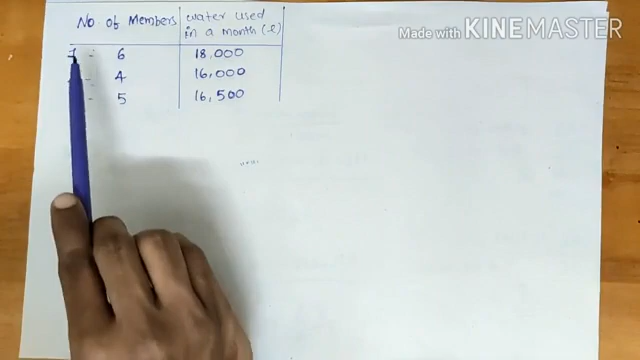 Made with KINEMASTER
No of Members water used
in a month (l)
1 - 6 18,000
- 4 16,000
- 5 16,500